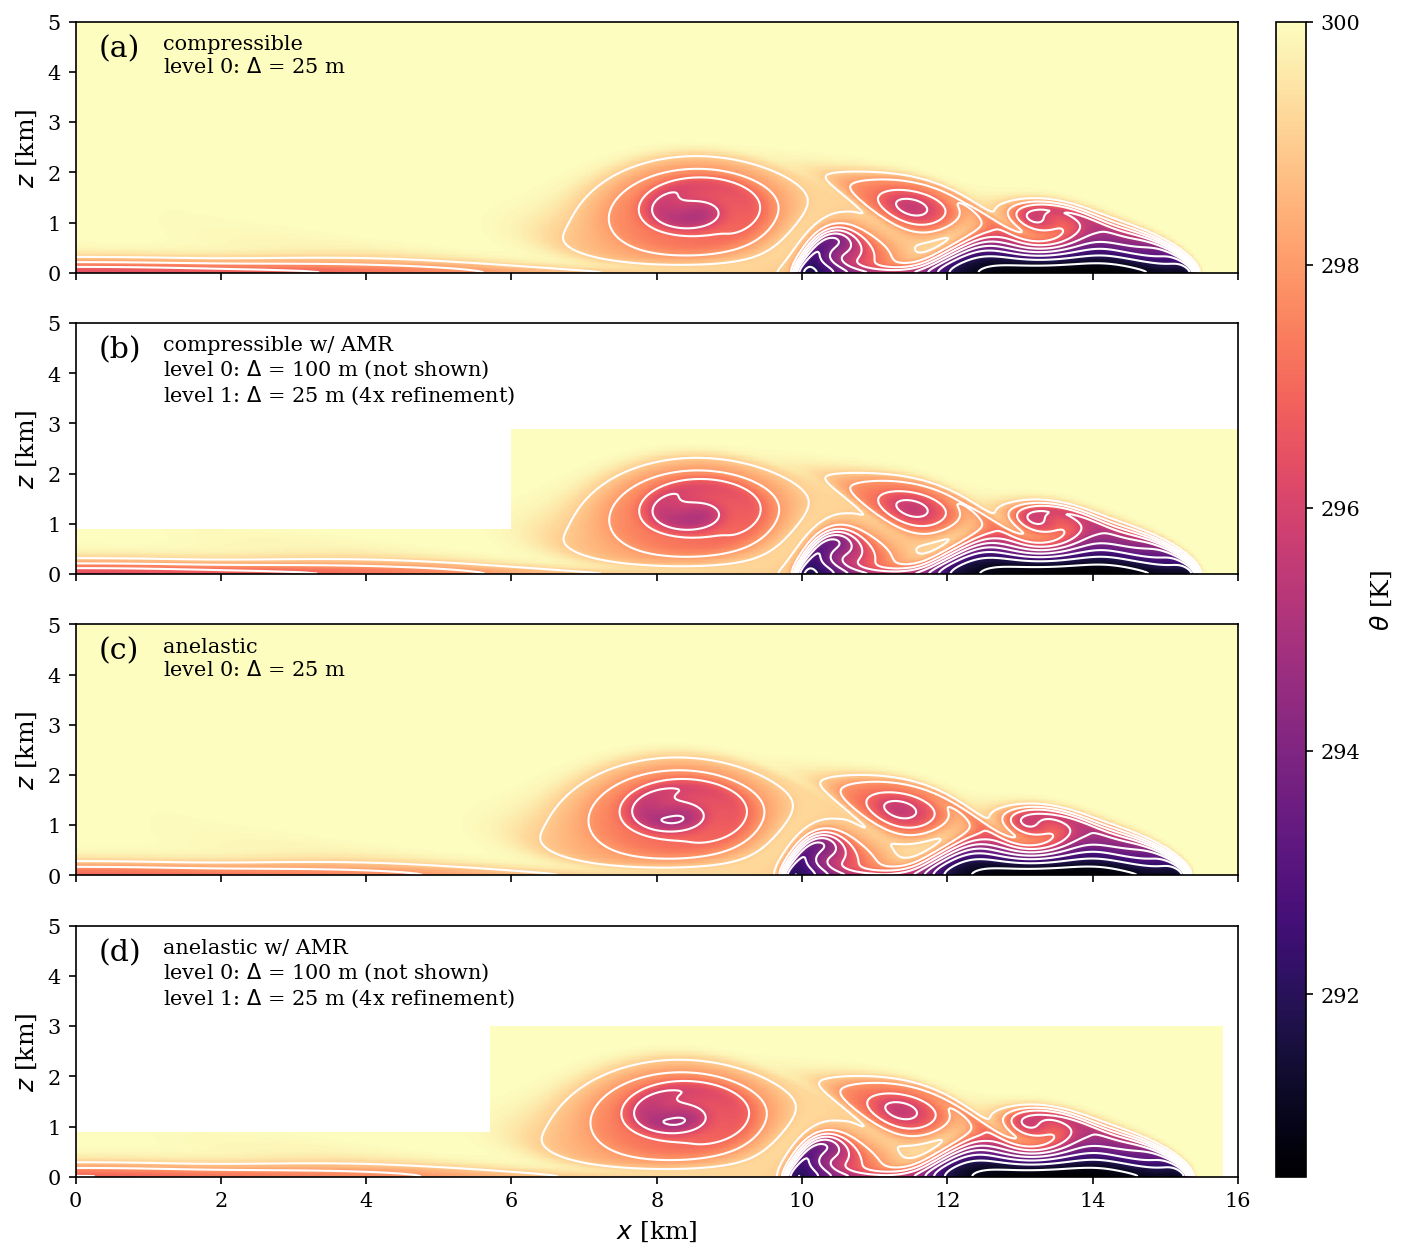 (a) compressible
level 0: Δ = 25 m
5
4
3
2
1
0
z [km]
(b) compressible w/ AMR
level 0: Δ = 100 m (not shown)
level 1: Δ = 25 m (4x refinement)
5
4
3
2
1
0
z [km]
(c) anelastic
level 0: Δ = 25 m
5
4
3
2
1
0
z [km]
(d) anelastic w/ AMR
level 0: Δ = 100 m (not shown)
level 1: Δ = 25 m (4x refinement)
5
4
3
2
1
0
z [km]
0 2 4 6 8 10 12 14 16
x [km]
300
298
296
294
292
θ [K]